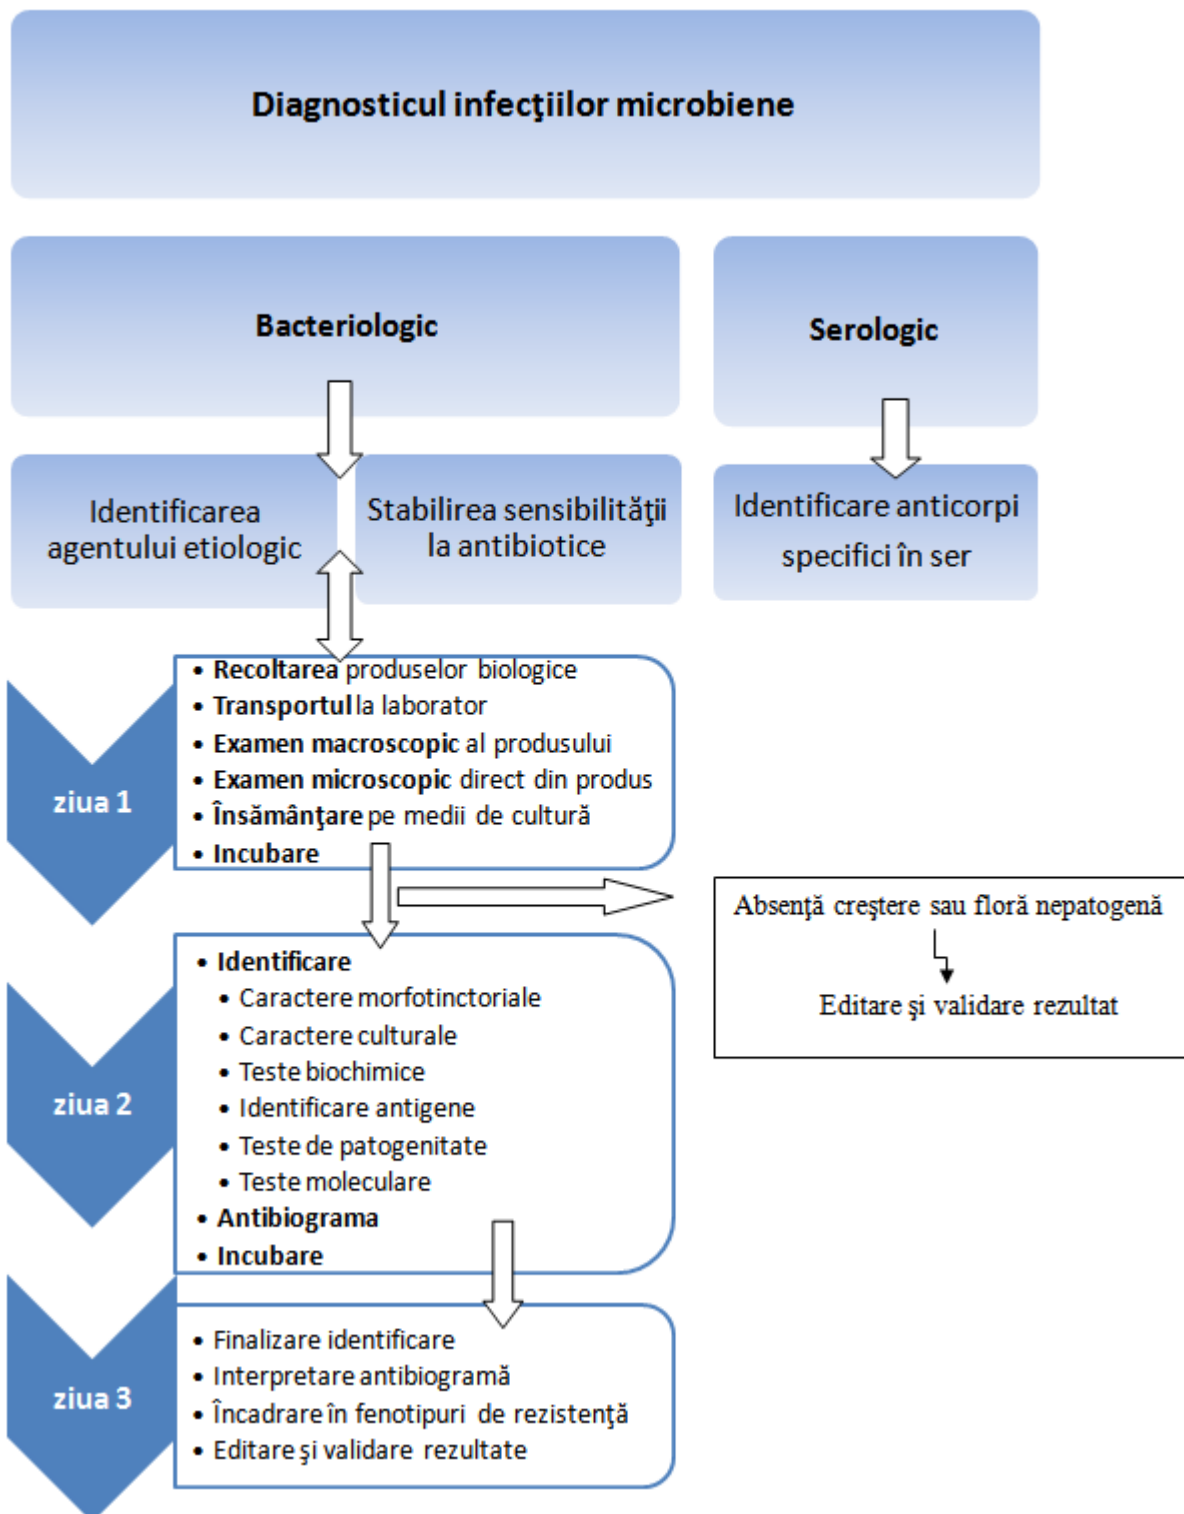 Diagnosticul infecţiilor microbiene
Bacteriologic
Serologic
Identificarea
agentului etiologic
Stabilirea sensibilităţii
la antibiotice
Identificare anticorpi
specifici în ser
ziua 1
• Recoltarea produselor biologice
• Transportul la laborator
• Examen macroscopic al produsului
• Examen microscopic direct din produs
• Însămânţare pe medii de cultură
• Incubare
Absenţă creştere sau floră nepatogenă
Editare şi validare rezultat
ziua 2
• Identificare
• Caractere morfotinctoriale
• Caractere culturale
• Teste biochimice
• Identificare antigene
• Teste de patogenitate
• Teste moleculare
• Antibiograma
• Incubare
ziua 3
• Finalizare identificare
• Interpretare antibiogramă
• Încadrare în fenotipuri de rezistenţă
• Editare şi validare rezultate